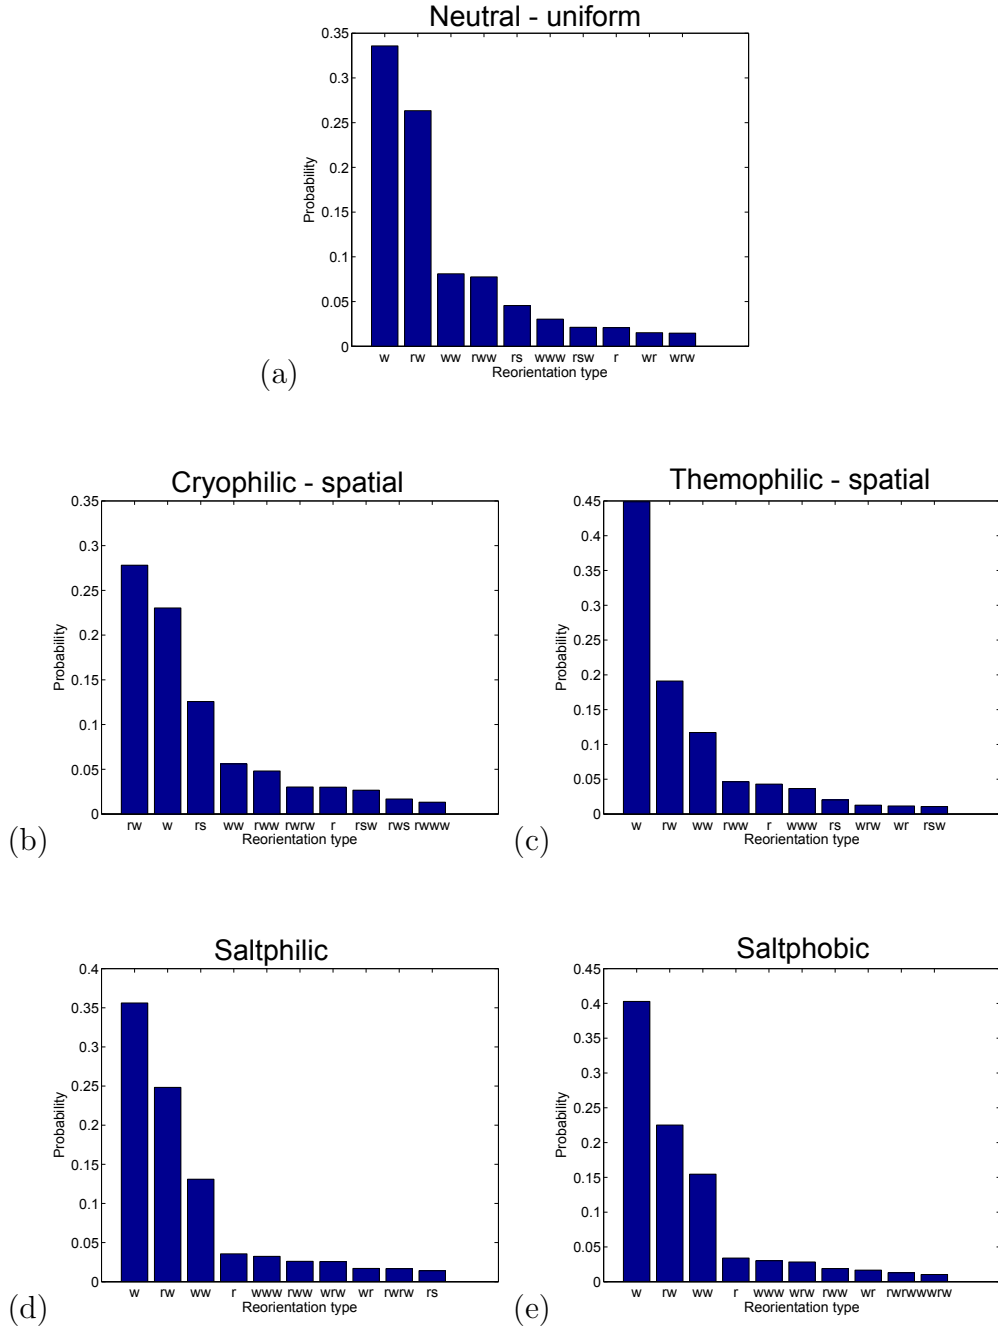 Neutral - uniform
0.35
0.3
0.25
0.2
0.15
0.1
0.05
0
Probability
w rw ww rww rs www rsw r wr wrw
Reorientation type
(a)
Cryophilic - spatial
0.35
0.3
0.25
0.2
0.15
0.1
0.05
0
Probability
rw w rs ww rww rwrw r rsw rws rwww
Reorientation type
(b)
Themophilic - spatial
0.45
0.4
0.35
0.3
0.25
0.2
0.15
0.1
0.05
0
Probability
w rw ww rww r www rs wrw wr rsw
Reorientation type
(c)
Saltphilic
0.4
0.35
0.3
0.25
0.2
0.15
0.1
0.05
0
Probability
w rw ww r www rww wrw wr rwrw rs
Reorientation type
(d)
Saltphobic
0.45
0.4
0.35
0.3
0.25
0.2
0.15
0.1
0.05
0
Probability
w rw ww r www wrw rww wr rwrwwwrw
Reorientation type
(e)